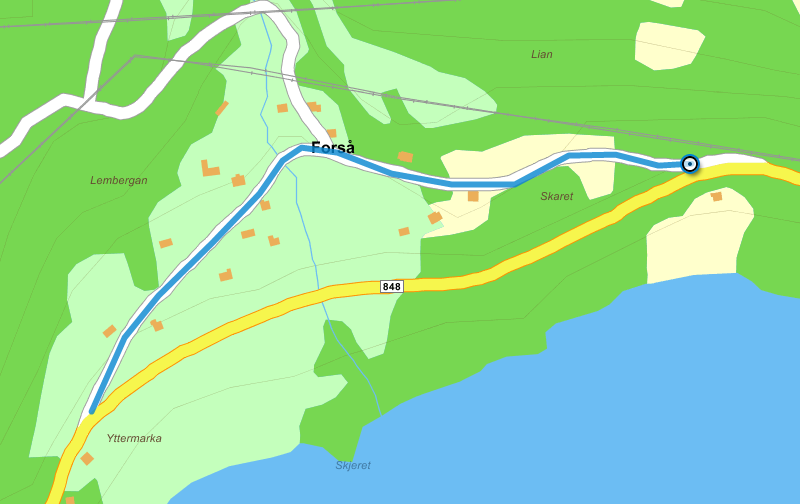 Lian
Forså
Lembergan
Skaret
848
Yttermarka
Skjeret